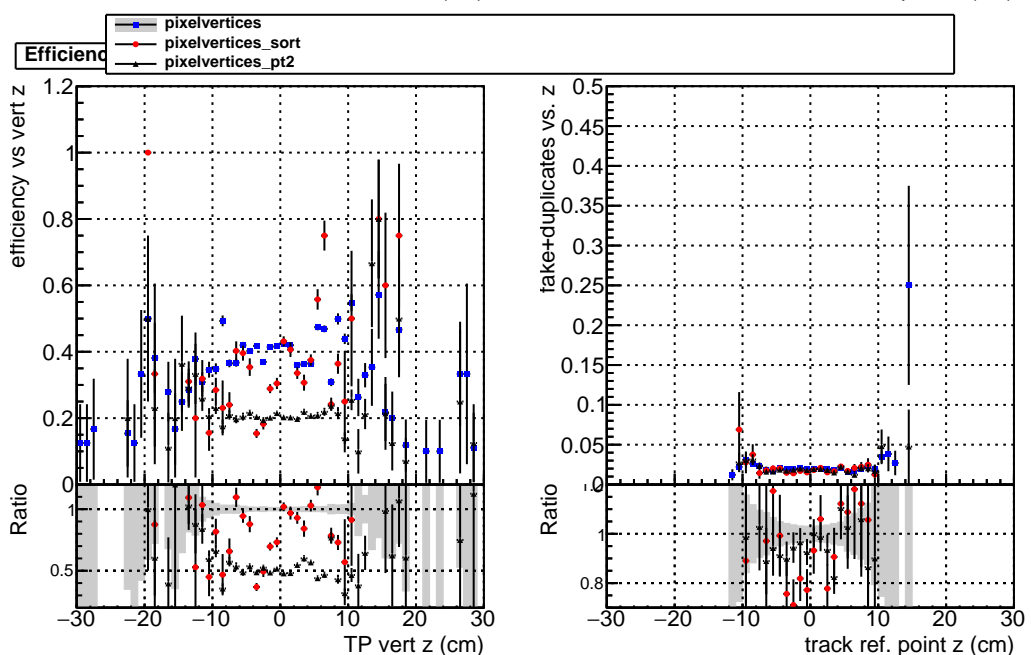 pixelvertices
pixelvertices_sort
pixelvertices_pt2
efficiency vs vert z
1.2
1
0.8
0.6
0.4
0.2
0
Ratio
1
0.5
−30 −20 −10 0 10 20 30
TP vert z (cm)
fake+duplicates vs. z
0.5
0.45
0.4
0.35
0.3
0.25
0.2
0.15
0.1
0.05
0
Ratio
1
0.8
−30 −20 −10 0 10 20 30
track ref. point z (cm)